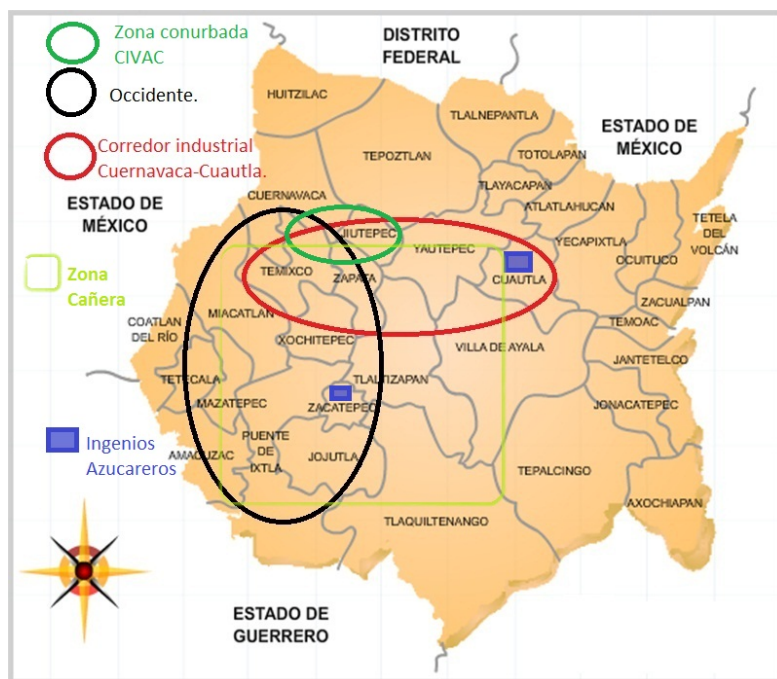 Zona conurbada
CIVAC
Occidente.
Corredor industrial
Cuernavaca-Cuautla.
ESTADO DE
MÉXICO
Zona
Cañera
Ingenios
Azucareros
DISTRITO
FEDERAL
ESTADO DE
MÉXICO
HUITZILAC
TLALNEPANTLA
TEPOZTLAN
TOTOLAPAN
TLAYACAPAN
CUERNAVACA
ATLATLAHUCAN
TETELA
DEL
VOLCÁN
JIUTEPEC
YAUTEPEC
YECAPIXTLA
OCUITUCO
TEMIXCO
ZAPATA
CUAUTLA
ZACUALPAN
MIACATLAN
COATLAN
DEL RÍO
TEMOAC
XOCHITEPEC
VILLA DE AYALA
JANTETELCO
TETECALA
TLALTIZAPAN
MAZATEPEC
ZACATEPEC
JONACATEPEC
PUENTE
DE
IXTLA
AMACUZAC
JOJUTLA
TEPALCINGO
AXOCHIAPAN
TLAQUILTENANGO
ESTADO DE
GUERRERO